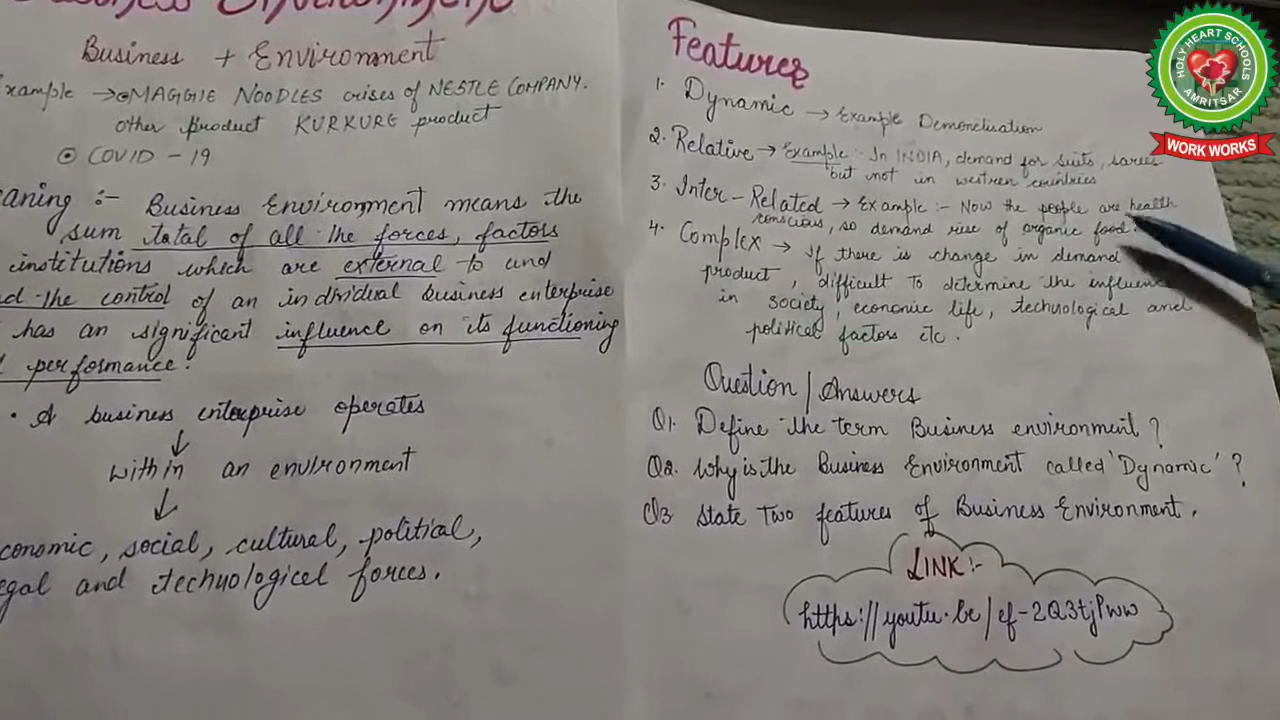 Business Environment
Business + Environment
Example → MAGGIE NOODLES crises of NESTLE COMPANY.
other product KURKURE product
COVID - 19
aning :- Business Environment means the
sum total of all the forces, factors
institutions which are external to and
d the control of an individual business enterprise
has an significant influence on its functioning
performance.
• A business enterprise operates
↓
within an environment
↓
conomic, social, cultural, political,
egal and technological forces.
Features
1. Dynamic → Example Demonetisation
2. Relative → Example :- In INDIA, demand for suits, sarees
but not in western countries
3. Inter - Related → Example :- Now the people are health
conscious, so demand rise of organic food.
4. Complex → If there is change in demand
product, difficult to determine the influence
in society, economic life, technological and
political factors etc.
Question / Answers
Q1. Define the term Business environment ?
Q2. Why is the Business Environment called 'Dynamic' ?
Q3 State Two features of Business Environment.
LINK :-
https://youtu.be/ef-2Q3tjPww
HOLY HEART SCHOOLS
AMRITSAR
WORK WORKS